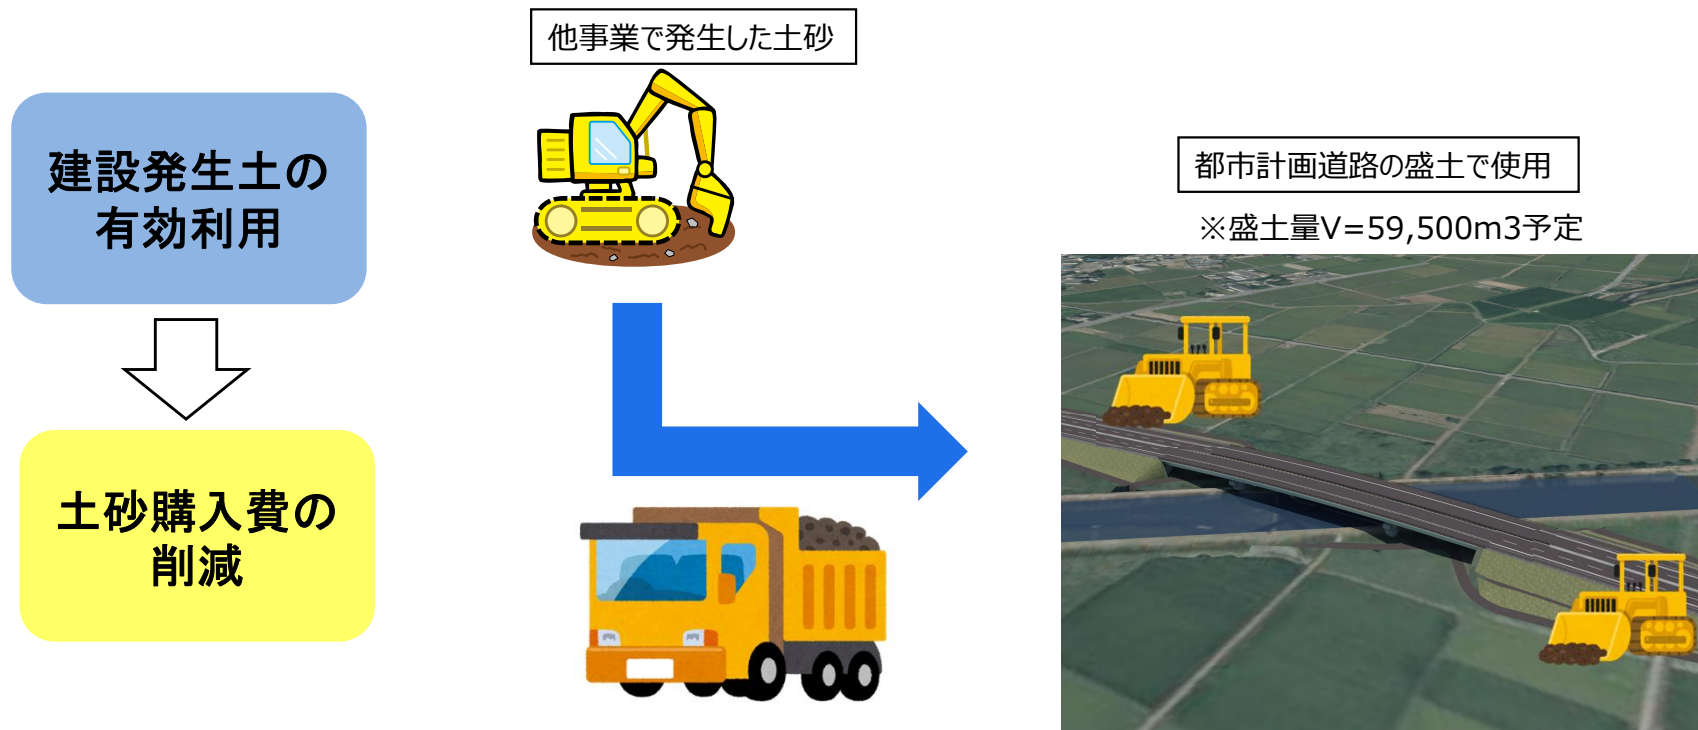 他事業で発生した土砂
建設発生土の
有効利用
都市計画道路の盛土で使用
※盛土量V=59,500m3予定
土砂購入費の
削減